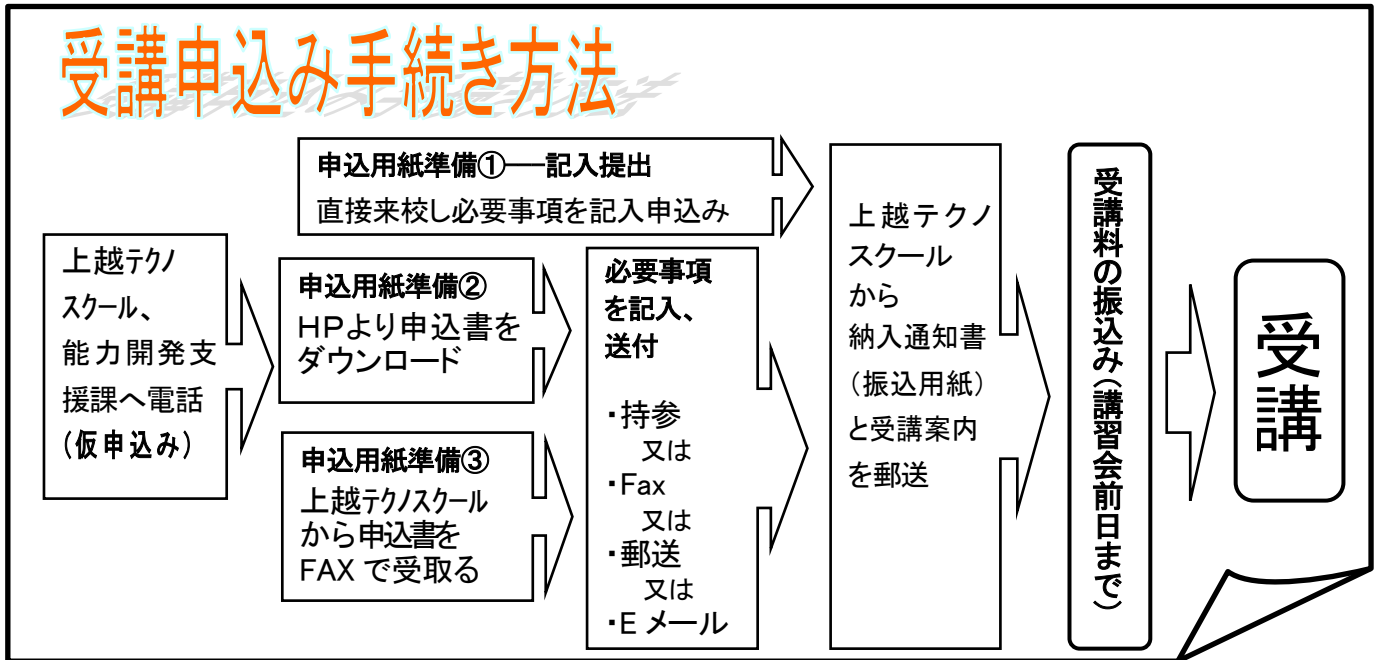 受講申込み手続き方法
上越テクノ
スクール、
能力開発支
援課へ電話
(仮申込み)
申込用紙準備①──記入提出
直接来校し必要事項を記入申込み
申込用紙準備②
HPより申込書を
ダウンロード
申込用紙準備③
上越テクノスクール
から申込書を
FAX で受取る
必要事項
を記入、
送付
・持参
又は
・Fax
又は
・郵送
又は
・E メール
上越テクノ
スクール
から
納入通知書
(振込用紙)
と受講案内
を郵送
受講料の振込み(講習会前日まで)
受講